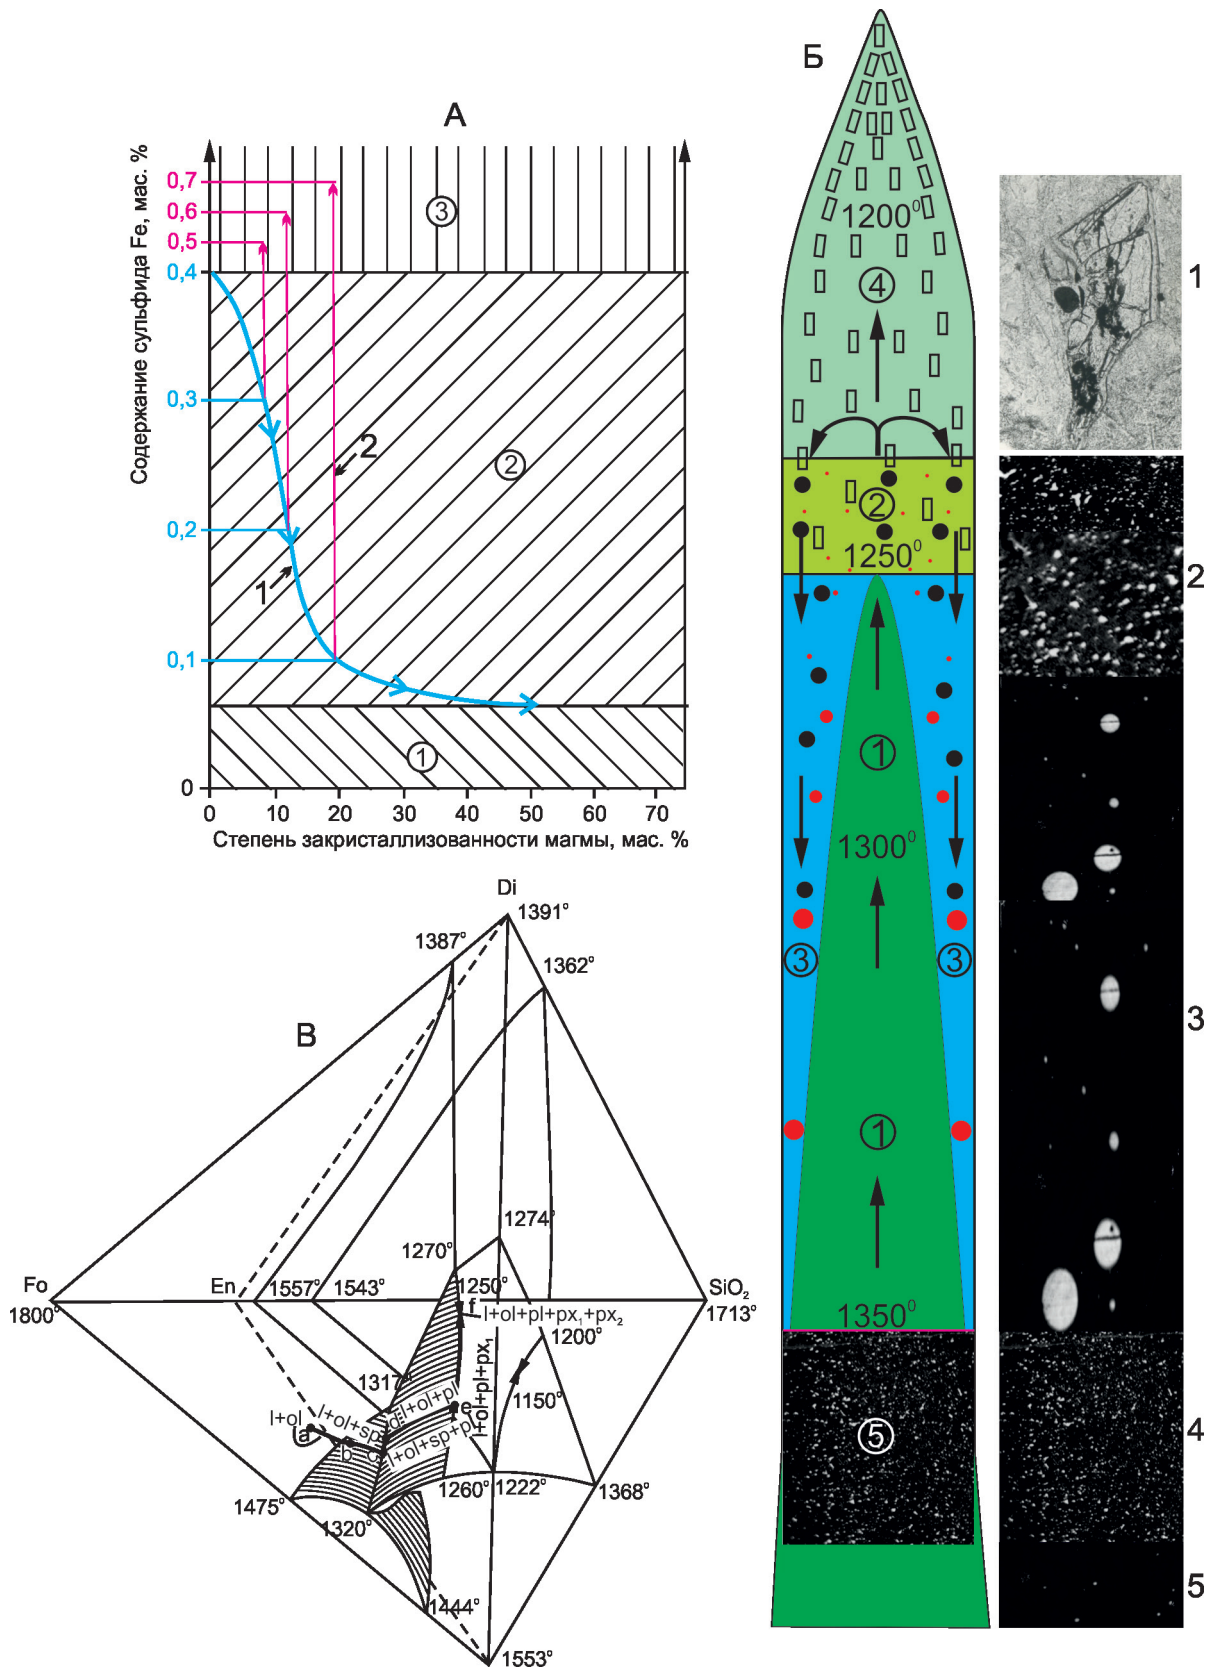 А
Содержание сульфида Fe, мас. %
0,7
0,6
0,5
0,4
0,3
0,2
0,1
0
3
2
2
1
1
0 10 20 30 40 50 60 70
Степень закристаллизованности магмы, мас. %
Б
1200⁰
4
2
1250⁰
1
1300⁰
3 3
1
1350⁰
5
1
2
3
4
5
В
Di
1391°
1387°
1362°
1274°
1270°
Fo
1800°
En
1557°
1543°
1250°
SiO₂
1713°
f
l+ol+pl+px₁+px₂
1200°
l+ol+pl+px₁
1317°
1150°
l+ol
l+ol+sp
l+ol+pl
l+ol+sp+pl
a
b
c
d
e
1475°
1320°
1260°
1222°
1368°
1444°
1553°